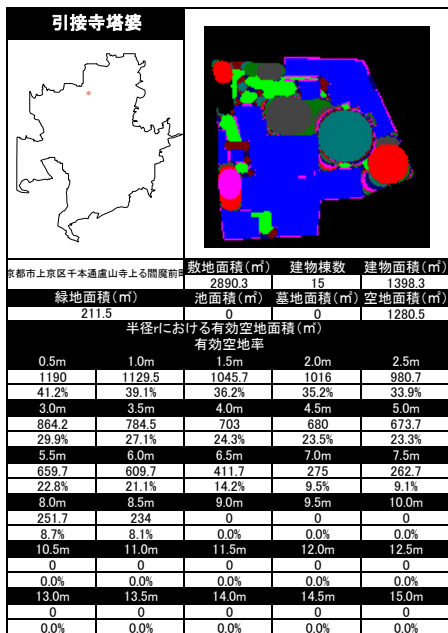 引接寺塔婆
京都市上京区千本通盧山寺上る閻魔前町
敷地面積(㎡) 建物棟数 建物面積(㎡)
2890.3 15 1398.3
緑地面積(㎡) 池面積(㎡) 墓地面積(㎡) 空地面積(㎡)
211.5 0 0 1280.5
半径rにおける有効空地面積(㎡)
有効空地率
0.5m 1.0m 1.5m 2.0m 2.5m
1190 1129.5 1045.7 1016 980.7
41.2% 39.1% 36.2% 35.2% 33.9%
3.0m 3.5m 4.0m 4.5m 5.0m
864.2 784.5 703 680 673.7
29.9% 27.1% 24.3% 23.5% 23.3%
5.5m 6.0m 6.5m 7.0m 7.5m
659.7 609.7 411.7 275 262.7
22.8% 21.1% 14.2% 9.5% 9.1%
8.0m 8.5m 9.0m 9.5m 10.0m
251.7 234 0 0 0
8.7% 8.1% 0.0% 0.0% 0.0%
10.5m 11.0m 11.5m 12.0m 12.5m
0 0 0 0 0
0.0% 0.0% 0.0% 0.0% 0.0%
13.0m 13.5m 14.0m 14.5m 15.0m
0 0 0 0 0
0.0% 0.0% 0.0% 0.0% 0.0%